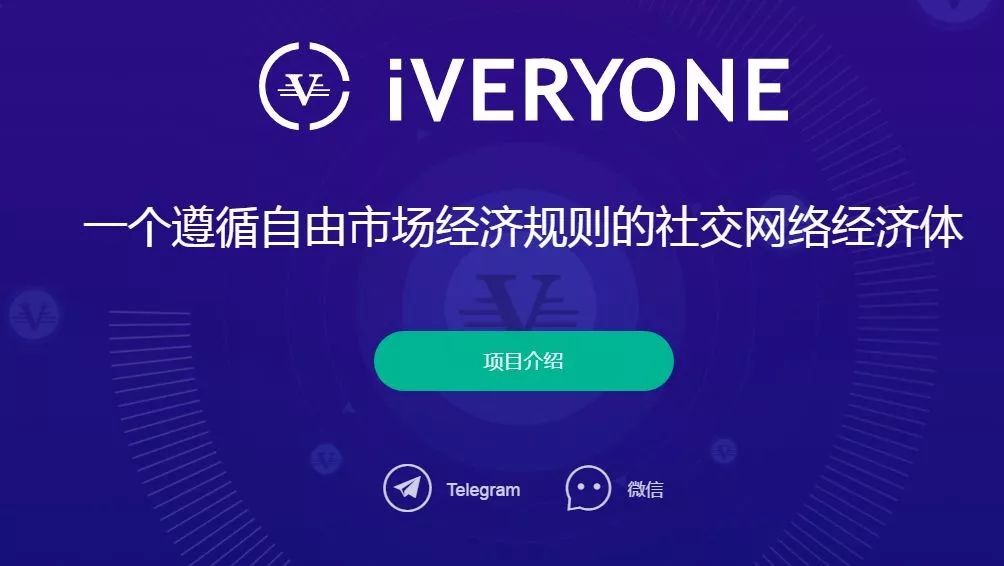 iVERYONE
一个遵循自由市场经济规则的社交网络经济体
项目介绍
Telegram
微信